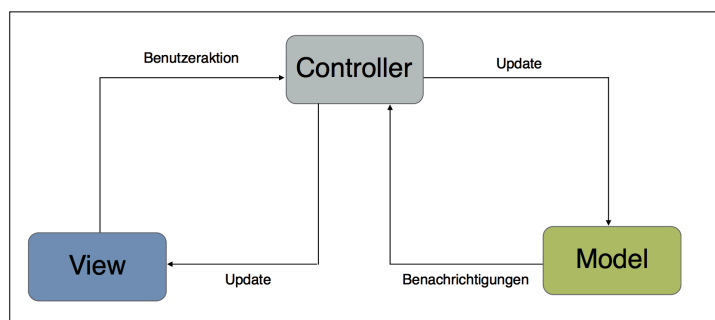 Benutzeraktion
Controller
Update
View
Update
Benachrichtigungen
Model